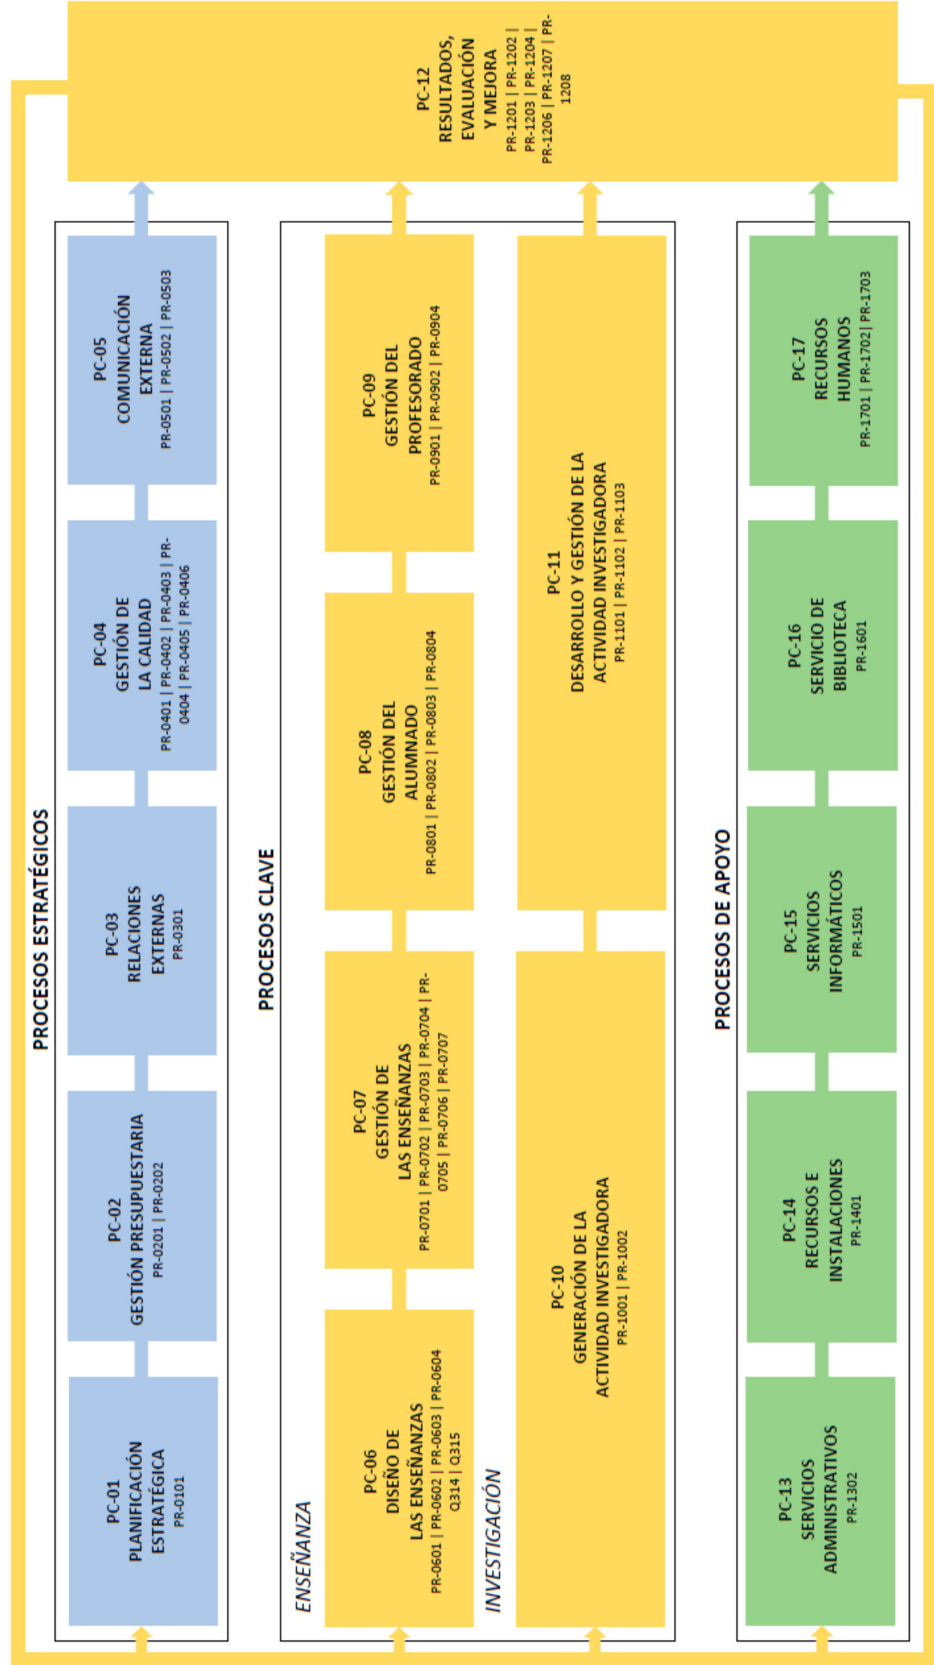 PROCESOS ESTRATÉGICOS
PC-01
PLANIFICACIÓN
ESTRATÉGICA
PR-0101
PC-02
GESTIÓN PRESUPUESTARIA
PR-0201 | PR-0202
PC-03
RELACIONES
EXTERNAS
PR-0301
PC-04
GESTIÓN DE
LA CALIDAD
PR-0401 | PR-0402 | PR-0403 | PR-
0404 | PR-0405 | PR-0406
PC-05
COMUNICACIÓN
EXTERNA
PR-0501 | PR-0502 | PR-0503
PROCESOS CLAVE
ENSEÑANZA
PC-06
DISEÑO DE
LAS ENSEÑANZAS
PR-0601 | PR-0602 | PR-0603 | PR-0604
Q314 | Q315
PC-07
GESTIÓN DE
LAS ENSEÑANZAS
PR-0701 | PR-0702 | PR-0703 | PR-0704 | PR-
0705 | PR-0706 | PR-0707
PC-08
GESTIÓN DEL
ALUMNADO
PR-0801 | PR-0802 | PR-0803 | PR-0804
PC-09
GESTIÓN DEL
PROFESORADO
PR-0901 | PR-0902 | PR-0904
INVESTIGACIÓN
PC-10
GENERACIÓN DE LA
ACTIVIDAD INVESTIGADORA
PR-1001 | PR-1002
PC-11
DESARROLLO Y GESTIÓN DE LA
ACTIVIDAD INVESTIGADORA
PR-1101 | PR-1102 | PR-1103
PROCESOS DE APOYO
PC-13
SERVICIOS
ADMINISTRATIVOS
PR-1302
PC-14
RECURSOS E
INSTALACIONES
PR-1401
PC-15
SERVICIOS
INFORMÁTICOS
PR-1501
PC-16
SERVICIO DE
BIBLIOTECA
PR-1601
PC-17
RECURSOS
HUMANOS
PR-1701 | PR-1702| PR-1703
PC-12
RESULTADOS,
EVALUACIÓN
Y MEJORA
PR-1201 | PR-1202 |
PR-1203 | PR-1204 |
PR-1206 | PR-1207 | PR-
1208